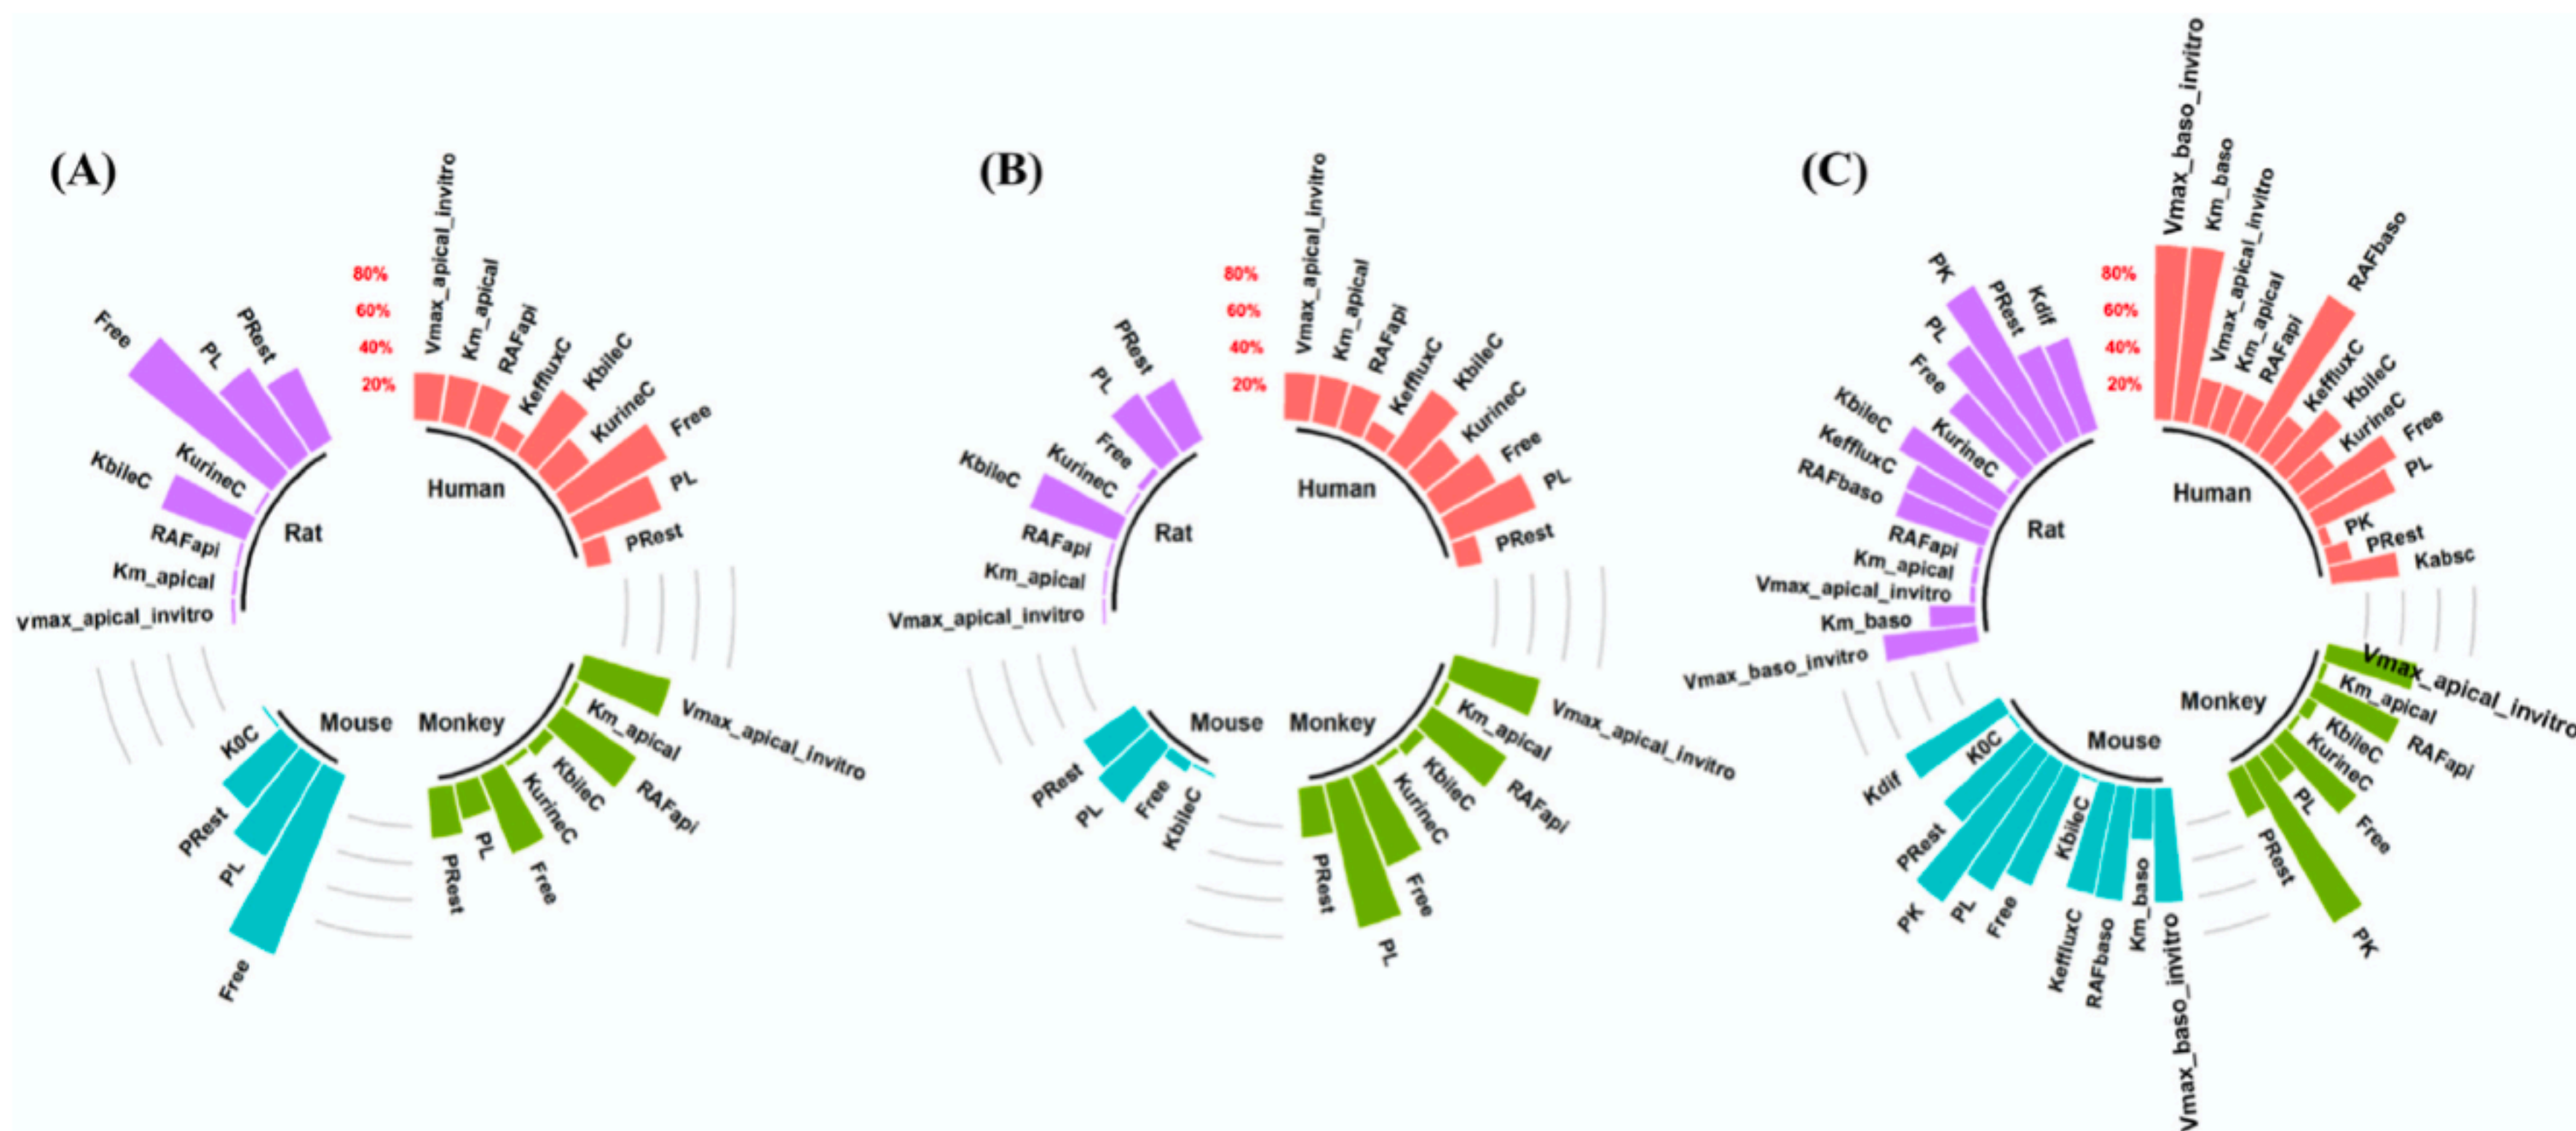 (A)
80%
60%
40%
20%
Vmax_apical_invitro
Km_apical
RAFapi
KeffluxC
KbileC
KurineC
Free
PL
PRest
Human
Vmax_apical_invitro
Km_apical
RAFapi
KbileC
KurineC
Free
PL
PRest
Monkey
Free
PL
PRest
K0C
Mouse
Vmax_apical_invitro
Km_apical
RAFapi
KbileC
KurineC
Free
PL
PRest
Rat
(B)
80%
60%
40%
20%
Vmax_apical_invitro
Km_apical
RAFapi
KeffluxC
KbileC
KurineC
Free
PL
PRest
Human
Vmax_apical_invitro
Km_apical
RAFapi
KbileC
KurineC
Free
PL
PRest
Monkey
KbileC
Free
PL
PRest
Mouse
Vmax_apical_invitro
Km_apical
RAFapi
KbileC
KurineC
Free
PL
PRest
Rat
(C)
80%
60%
40%
20%
Vmax_baso_invitro
Km_baso
Vmax_apical_invitro
Km_apical
RAFapi
RAFbaso
KeffluxC
KbileC
KurineC
Free
PL
PK
PRest
Kabsc
Human
Vmax_apical_invitro
Km_apical
RAFapi
KbileC
KurineC
Free
PL
PK
PRest
Monkey
Vmax_baso_invitro
Km_baso
RAFbaso
KeffluxC
KbileC
Free
PL
PK
PRest
K0C
Kdif
Mouse
Vmax_baso_invitro
Km_baso
Vmax_apical_invitro
Km_apical
RAFapi
RAFbaso
KeffluxC
KbileC
KurineC
Free
PL
PK
PRest
Kdif
Rat